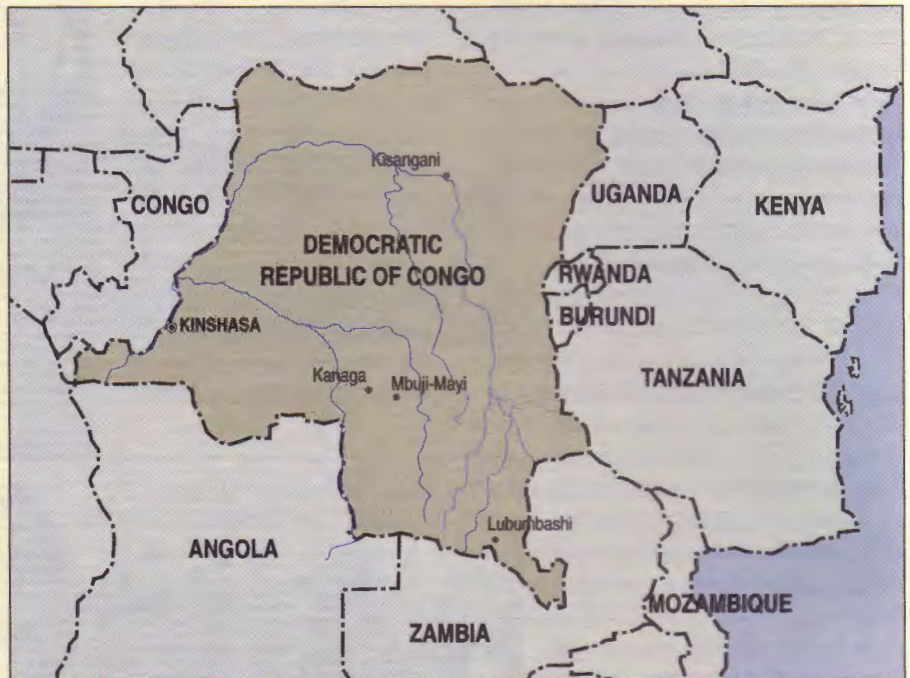 Kisangani
CONGO
UGANDA
KENYA
DEMOCRATIC
REPUBLIC OF CONGO
RWANDA
BURUNDI
KINSHASA
Kanaga
Mbuji-Mayi
TANZANIA
Lubumbashi
ANGOLA
MOZAMBIQUE
ZAMBIA